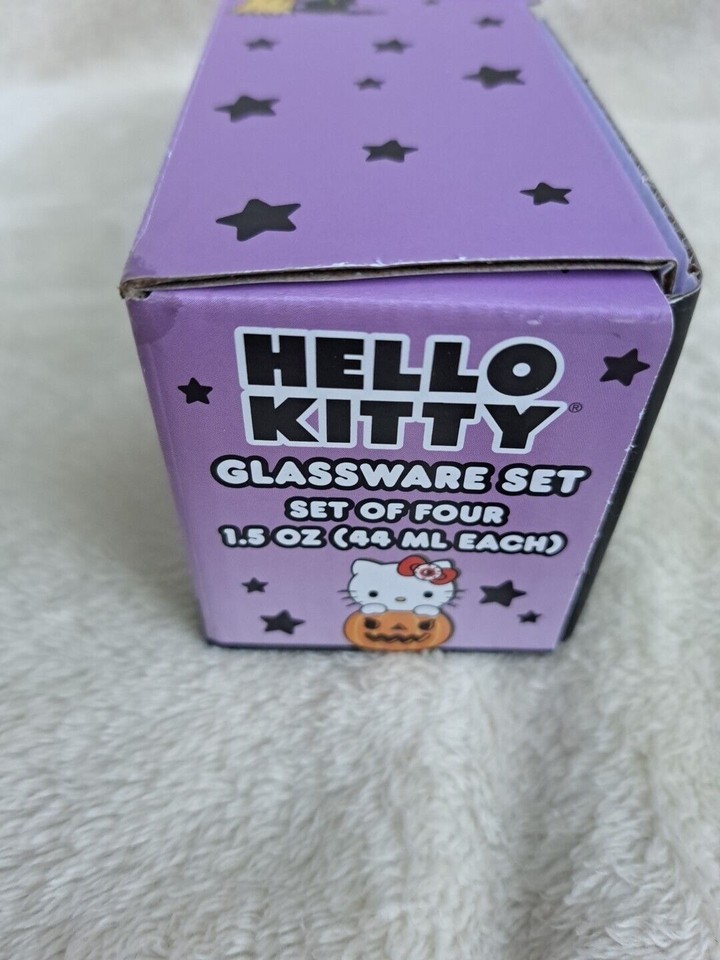 HELLO
KITTY®
GLASSWARE SET
SET OF FOUR
1.5 OZ (44 ML EACH)